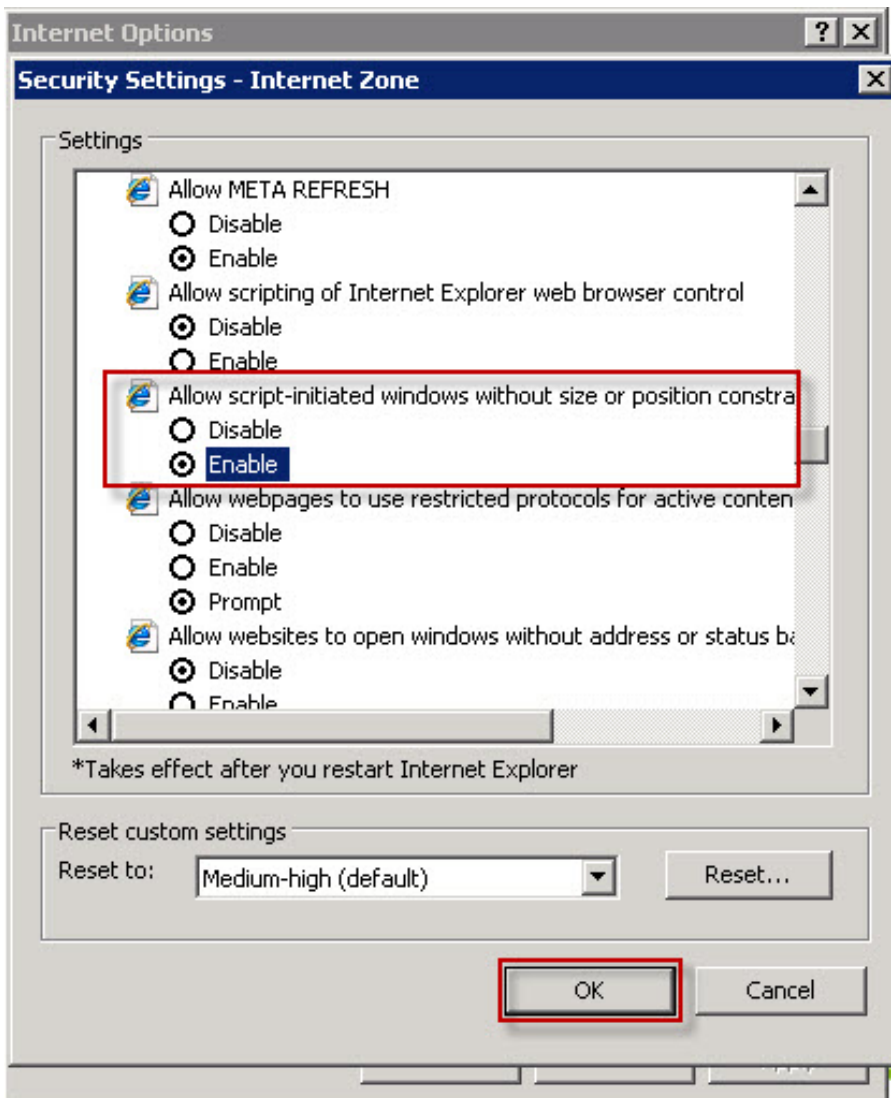 Internet Options
Security Settings - Internet Zone
Settings
Allow META REFRESH
Disable
Enable
Allow scripting of Internet Explorer web browser control
Disable
Enable
Allow script-initiated windows without size or position constra
Disable
Enable
Allow webpages to use restricted protocols for active conten
Disable
Enable
Prompt
Allow websites to open windows without address or status ba
Disable
Enable
*Takes effect after you restart Internet Explorer
Reset custom settings
Reset to: Medium-high (default) Reset...
OK Cancel